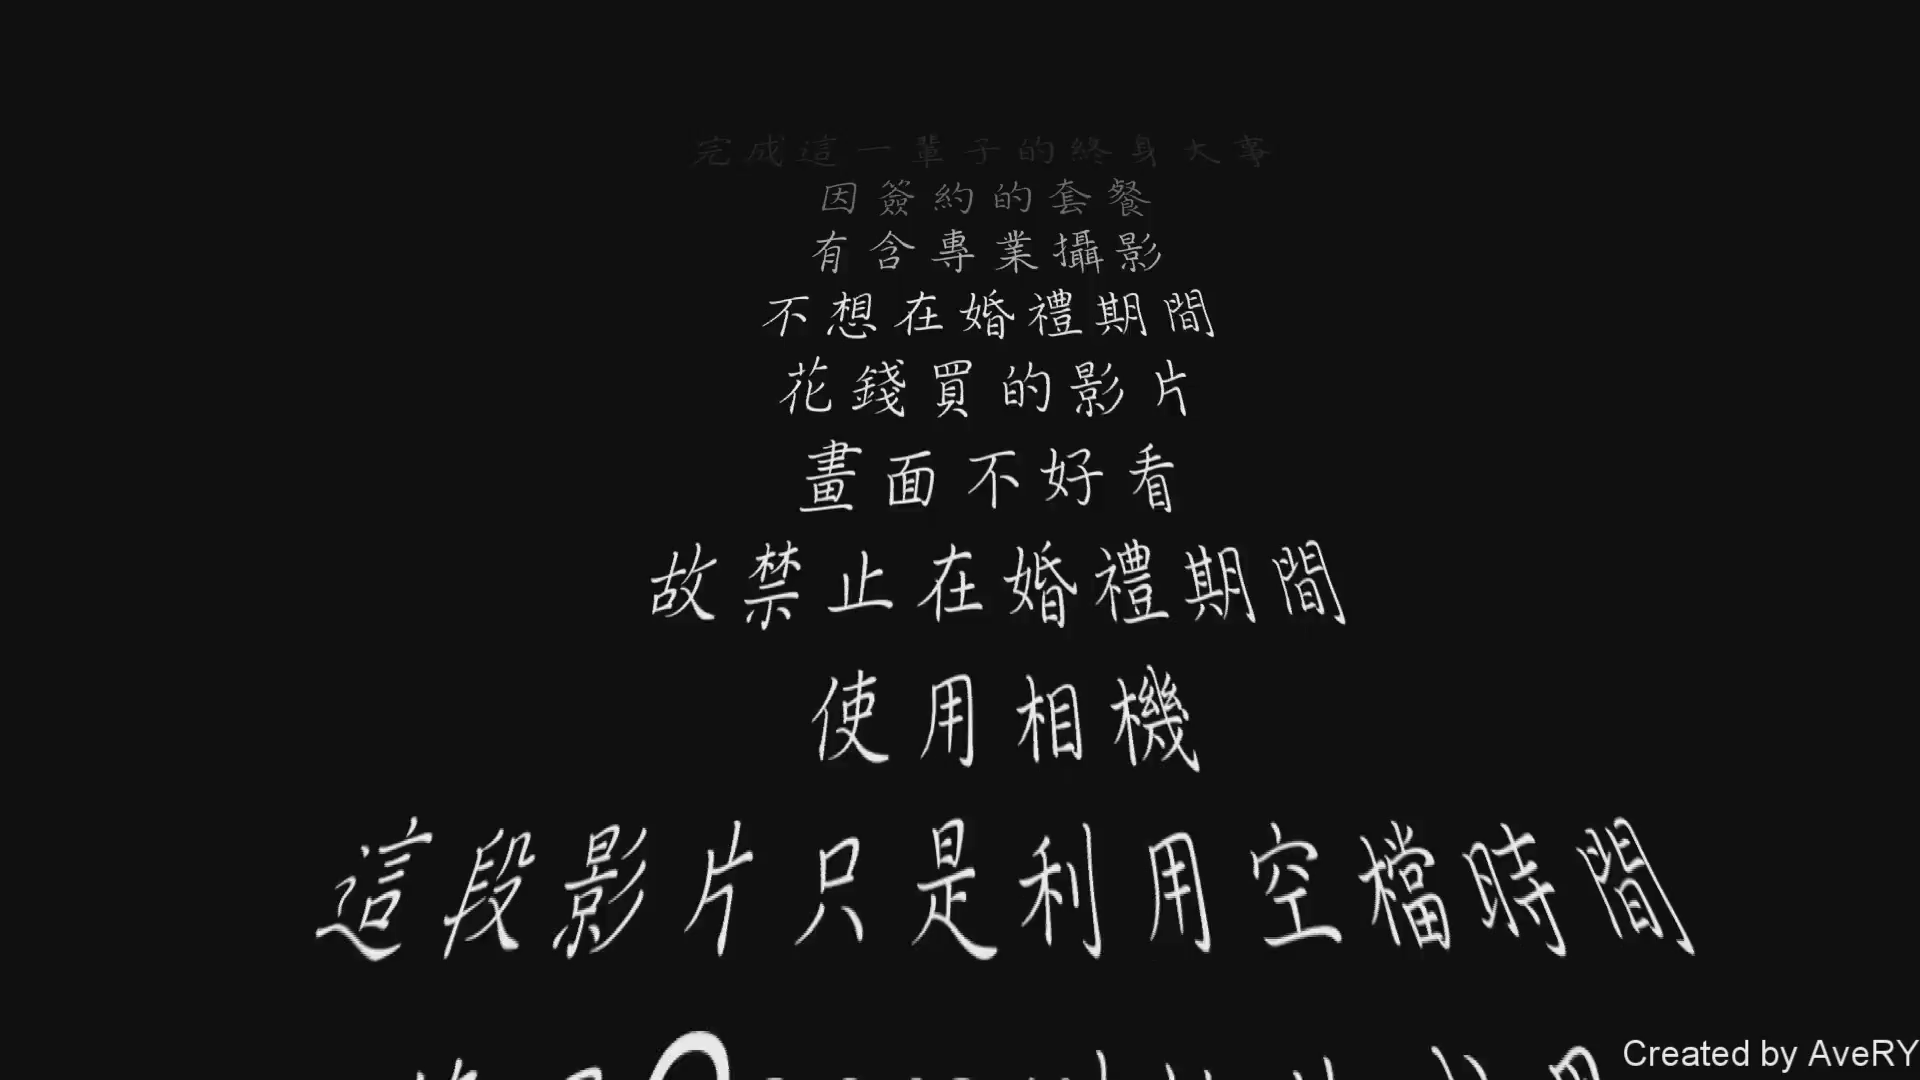 完成這一輩子的終身大事
因簽約的套餐
有含專業攝影
不想在婚禮期間
花錢買的影片
畫面不好看
故禁止在婚禮期間
使用相機
這段影片只是利用空檔時間
Created by AveRY